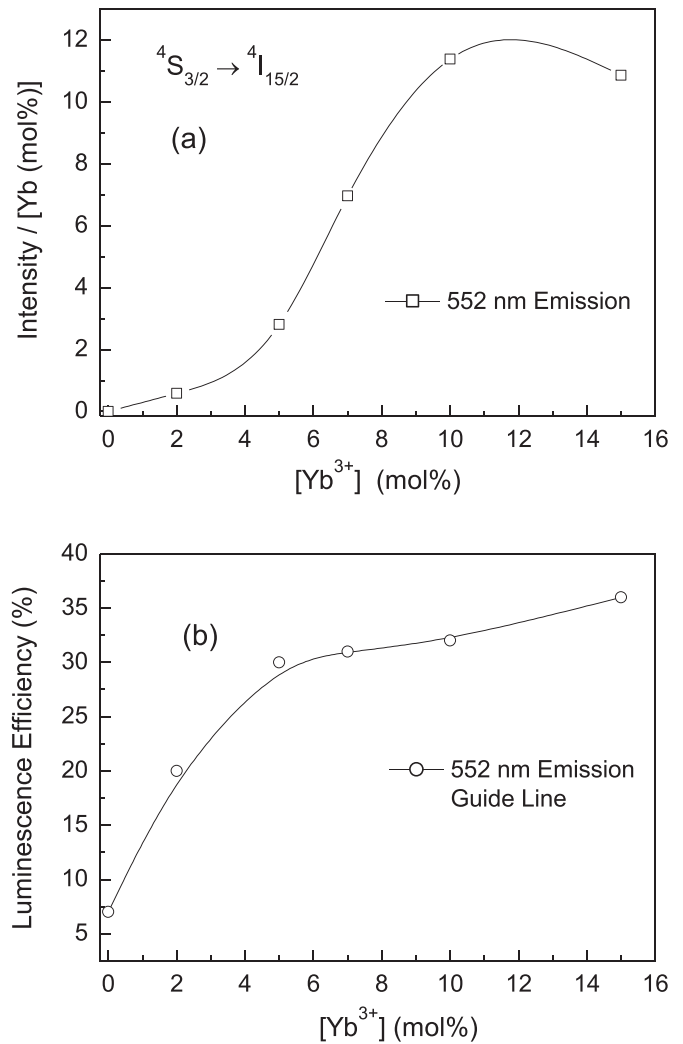 12
10
8
6
4
2
0
Intensity / [Yb (mol%)]
⁴S₃/₂ → ⁴I₁₅/₂
(a)
552 nm Emission
0 2 4 6 8 10 12 14 16
[Yb³⁺] (mol%)
40
35
30
25
20
15
10
5
Luminescence Efficiency (%)
(b)
552 nm Emission
Guide Line
0 2 4 6 8 10 12 14 16
[Yb³⁺] (mol%)